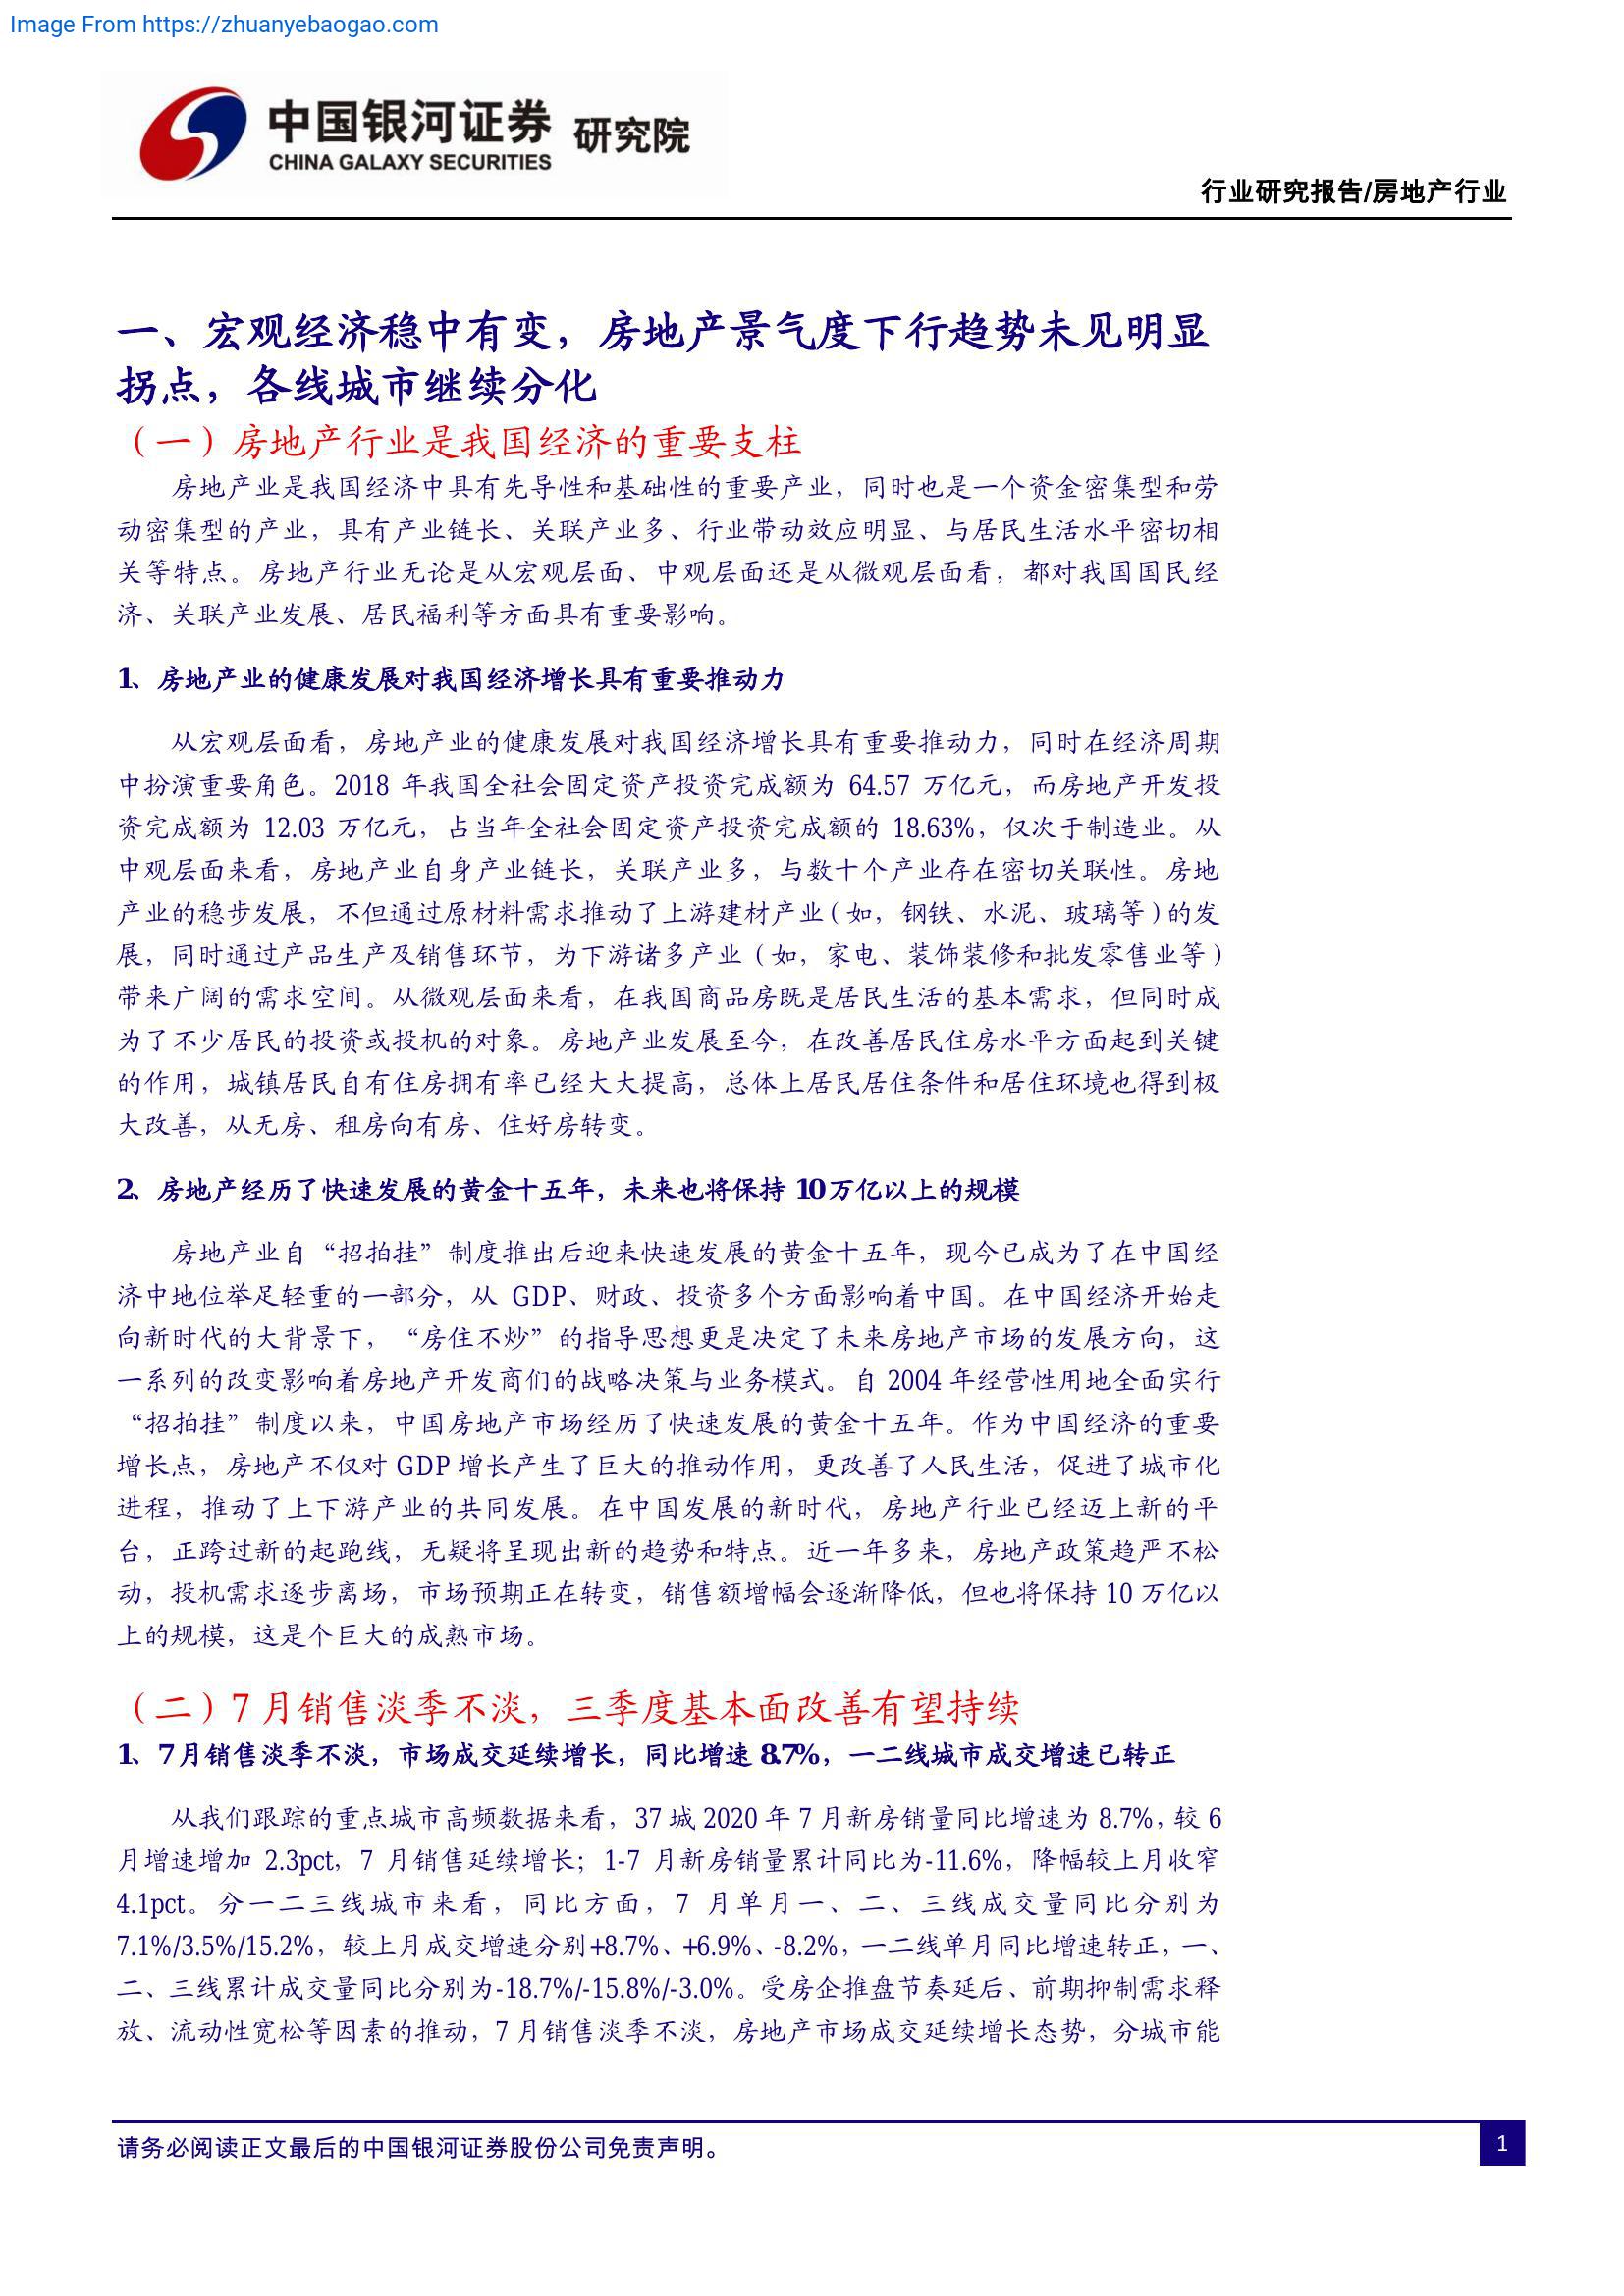 Image From https://zhuanyebaogao.com
中国银河证券 研究院
CHINA GALAXY SECURITIES
行业研究报告/房地产行业
一、宏观经济稳中有变，房地产景气度下行趋势未见明显
拐点，各线城市继续分化
（一）房地产行业是我国经济的重要支柱
房地产业是我国经济中具有先导性和基础性的重要产业，同时也是一个资金密集型和劳
动密集型的产业，具有产业链长、关联产业多、行业带动效应明显、与居民生活水平密切相
关等特点。房地产行业无论是从宏观层面、中观层面还是从微观层面看，都对我国国民经
济、关联产业发展、居民福利等方面具有重要影响。
1、房地产业的健康发展对我国经济增长具有重要推动力
从宏观层面看，房地产业的健康发展对我国经济增长具有重要推动力，同时在经济周期
中扮演重要角色。2018 年我国全社会固定资产投资完成额为 64.57 万亿元，而房地产开发投
资完成额为 12.03 万亿元，占当年全社会固定资产投资完成额的 18.63%，仅次于制造业。从
中观层面来看，房地产业自身产业链长，关联产业多，与数十个产业存在密切关联性。房地
产业的稳步发展，不但通过原材料需求推动了上游建材产业（如，钢铁、水泥、玻璃等）的发
展，同时通过产品生产及销售环节，为下游诸多产业（如，家电、装饰装修和批发零售业等）
带来广阔的需求空间。从微观层面来看，在我国商品房既是居民生活的基本需求，但同时成
为了不少居民的投资或投机的对象。房地产业发展至今，在改善居民住房水平方面起到关键
的作用，城镇居民自有住房拥有率已经大大提高，总体上居民居住条件和居住环境也得到极
大改善，从无房、租房向有房、住好房转变。
2、房地产经历了快速发展的黄金十五年，未来也将保持 10 万亿以上的规模
房地产业自“招拍挂”制度推出后迎来快速发展的黄金十五年，现今已成为了在中国经
济中地位举足轻重的一部分，从 GDP、财政、投资多个方面影响着中国。在中国经济开始走
向新时代的大背景下，“房住不炒”的指导思想更是决定了未来房地产市场的发展方向，这
一系列的改变影响着房地产开发商们的战略决策与业务模式。自 2004 年经营性用地全面实行
“招拍挂”制度以来，中国房地产市场经历了快速发展的黄金十五年。作为中国经济的重要
增长点，房地产不仅对 GDP 增长产生了巨大的推动作用，更改善了人民生活，促进了城市化
进程，推动了上下游产业的共同发展。在中国发展的新时代，房地产行业已经迈上新的平
台，正跨过新的起跑线，无疑将呈现出新的趋势和特点。近一年多来，房地产政策趋严不松
动，投机需求逐步离场，市场预期正在转变，销售额增幅会逐渐降低，但也将保持 10 万亿以
上的规模，这是个巨大的成熟市场。
（二）7 月销售淡季不淡，三季度基本面改善有望持续
1、7 月销售淡季不淡，市场成交延续增长，同比增速 8.7%，一二线城市成交增速已转正
从我们跟踪的重点城市高频数据来看，37 城 2020 年 7 月新房销量同比增速为 8.7%，较 6
月增速增加 2.3pct，7 月销售延续增长；1-7 月新房销量累计同比为-11.6%，降幅较上月收窄
4.1pct。分一二三线城市来看，同比方面，7 月单月一、二、三线成交量同比分别为
7.1%/3.5%/15.2%，较上月成交增速分别+8.7%、+6.9%、-8.2%，一二线单月同比增速转正，一、
二、三线累计成交量同比分别为-18.7%/-15.8%/-3.0%。受房企推盘节奏延后、前期抑制需求释
放、流动性宽松等因素的推动，7 月销售淡季不淡，房地产市场成交延续增长态势，分城市能
请务必阅读正文最后的中国银河证券股份公司免责声明。
1